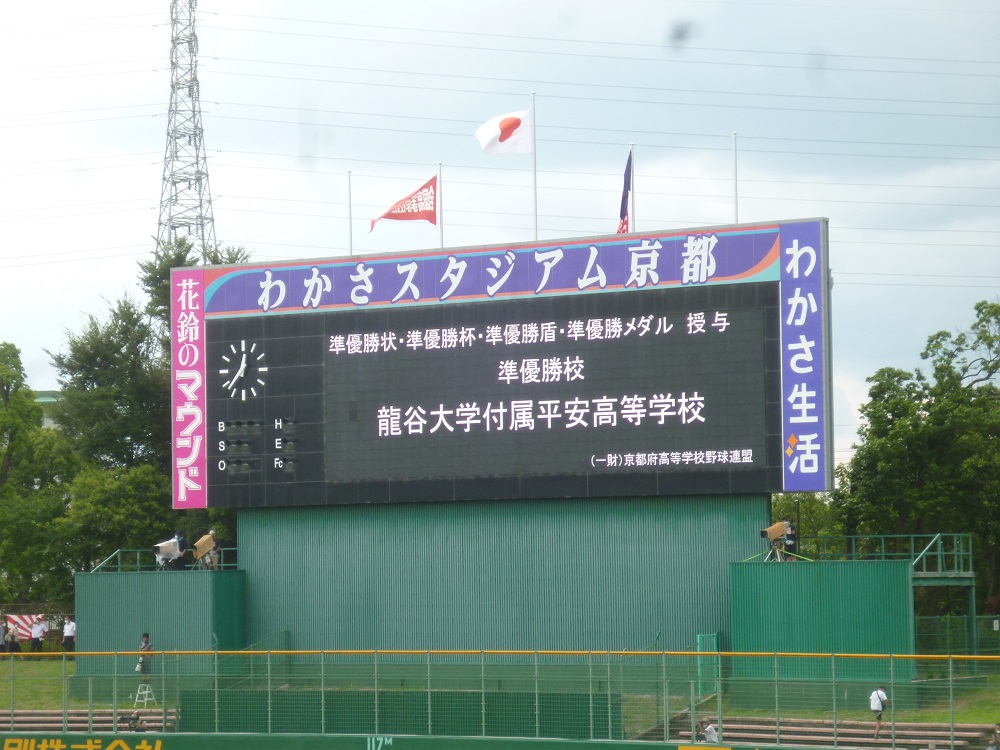 わかさスタジアム京都
花鈴のマウンド
わかさ生活
準優勝状・準優勝杯・準優勝盾・準優勝メダル 授与
準優勝校
龍谷大学付属平安高等学校
(一財)京都府高等学校野球連盟
B H
S E
O Fc
117M